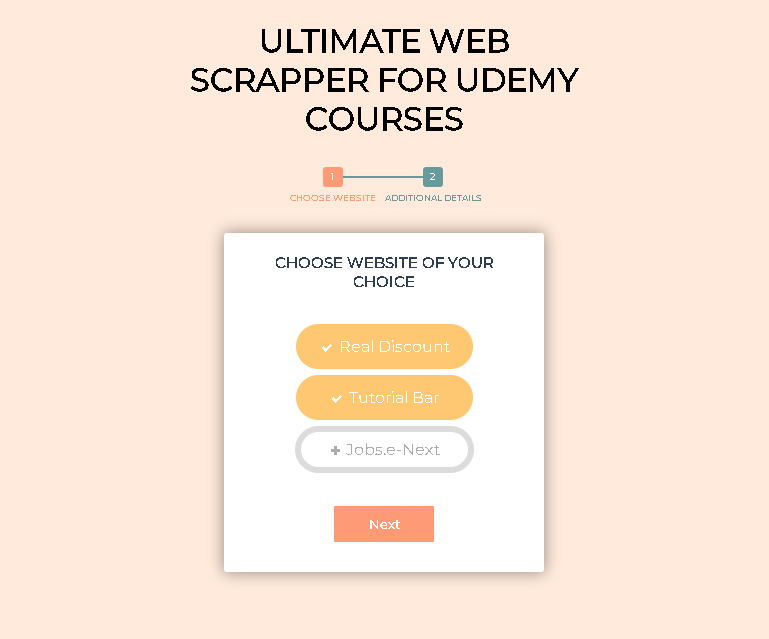 ULTIMATE WEB
SCRAPPER FOR UDEMY
COURSES
1
2
CHOOSE WEBSITE
ADDITIONAL DETAILS
CHOOSE WEBSITE OF YOUR
CHOICE
Real Discount
Tutorial Bar
Jobs.e-Next
Next